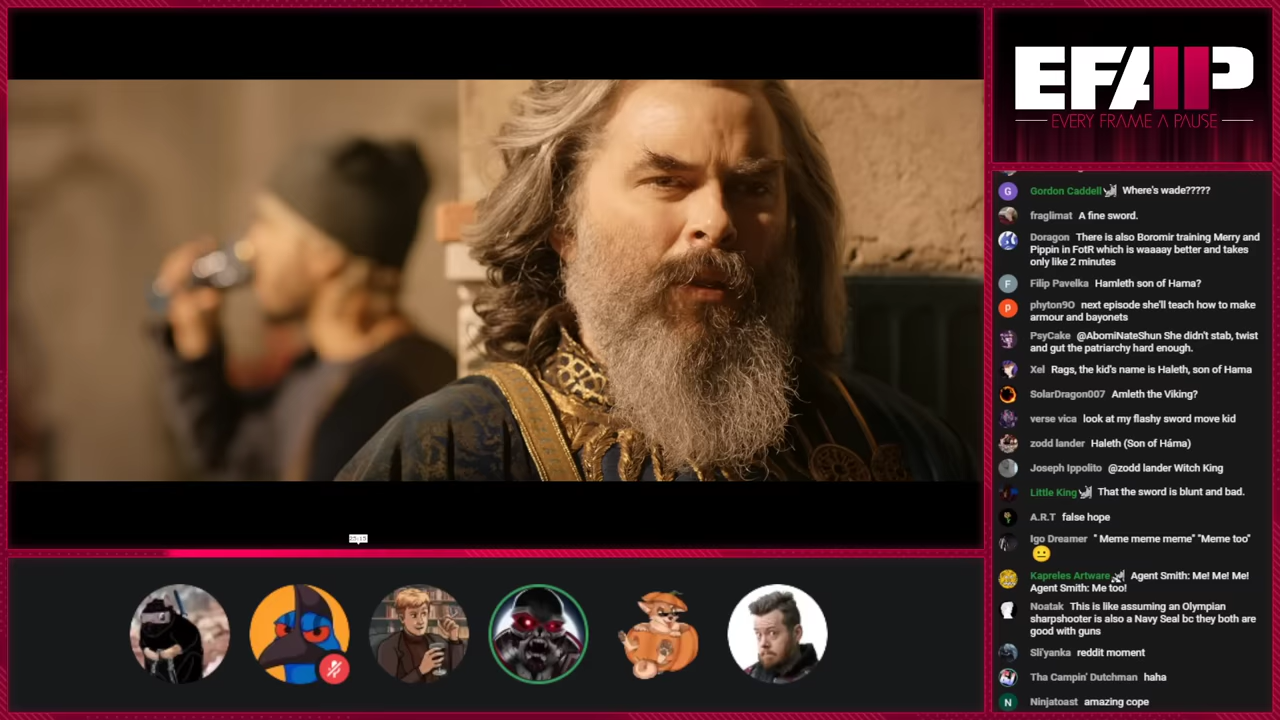 EFAP
EVERY FRAME A PAUSE
G Gordon Caddell Where's wade?????
fraglimat A fine sword.
Doragon There is also Boromir training Merry and
Pippin in FotR which is waaaay better and takes
only like 2 minutes
F Filip Pavelka Hamleth son of Hama?
P phyton90 next episode she'll teach how to make
armour and bayonets
PsyCake @AbomiNateShun She didn't stab, twist
and gut the patriarchy hard enough.
Xel Rags, the kid's name is Haleth, son of Hama
SolarDragon007 Amleth the Viking?
verse vica look at my flashy sword move kid
zodd lander Haleth (Son of Háma)
Joseph Ippolito @zodd lander Witch King
Little King That the sword is blunt and bad.
A.R.T false hope
Igo Dreamer " Meme meme meme" "Meme too"
Kapreles Artware Agent Smith: Me! Me! Me!
Agent Smith: Me too!
Noatak This is like assuming an Olympian
sharpshooter is also a Navy Seal bc they both are
good with guns
Sli'yanka reddit moment
Tha Campin' Dutchman haha
N Ninjatoast amazing cope